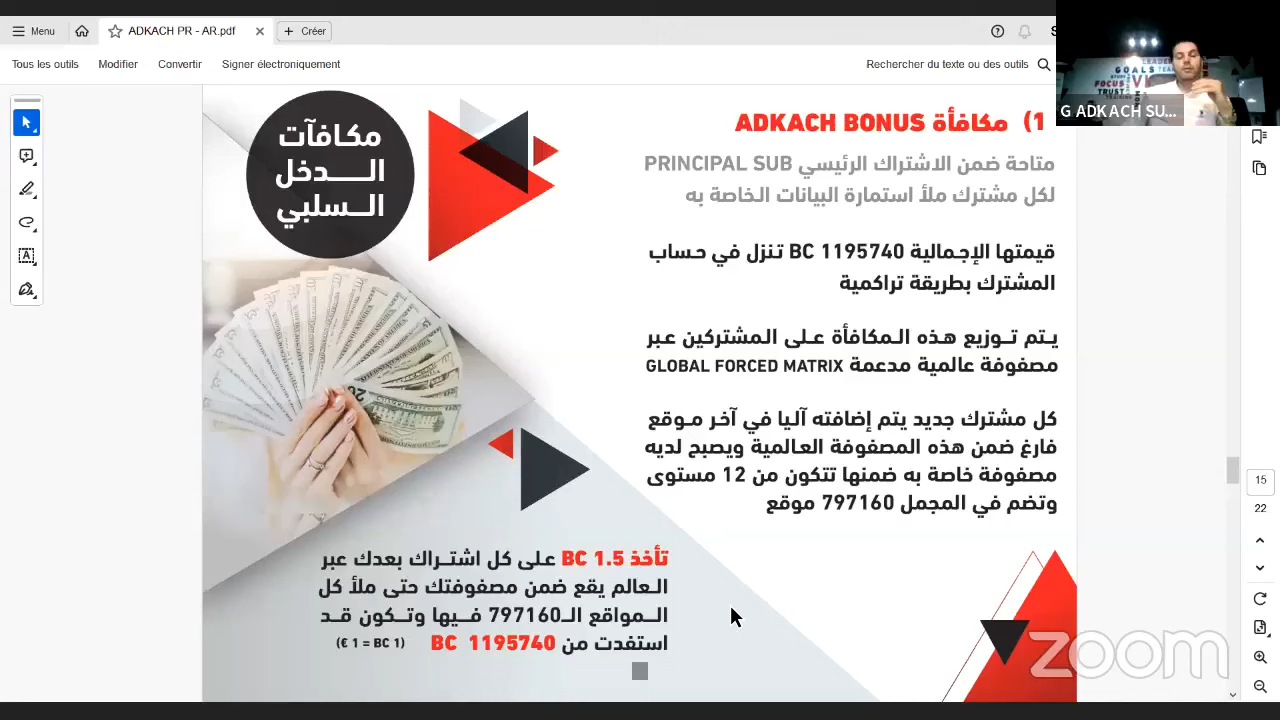 Menu
ADKACH PR - AR.pdf
Créer
Tous les outils
Modifier
Convertir
Signer électroniquement
Rechercher du texte ou des outils
G ADKACH SU...
GOALS
FOCUS
TRUST
مكافآت
الــــدخل
الــسلبي
1) مكافأة ADKACH BONUS
متاحة ضمن الاشتراك الرئيسي PRINCIPAL SUB
لكل مشترك ملأ استمارة البيانات الخاصة به
قيمتها الإجمالية BC 1195740 تنزل في حساب
المشترك بطريقة تراكمية
يـتم تـوزيع هـذه الـمكافأة عـلى الـمشتركين عبر
مصفوفة عالمية مدعمة GLOBAL FORCED MATRIX
كل مشترك جديد يتم إضافته آليا في آخر مـوقع
فارغ ضمن هذه المصفوفة العالمية ويصبح لديه
مصفوفة خاصة به ضمنها تتكون من 12 مستوى
وتضم في المجمل 797160 موقع
تأخذ BC 1.5 على كل اشتـراك بعدك عبر
الـعالم يقع ضمن مصفوفتك حتى ملأ كل
الـمواقع الـ797160 فـيها وتـكون قـد
استفدت من BC 1195740 (€ 1 = BC 1)
15
22
zoom